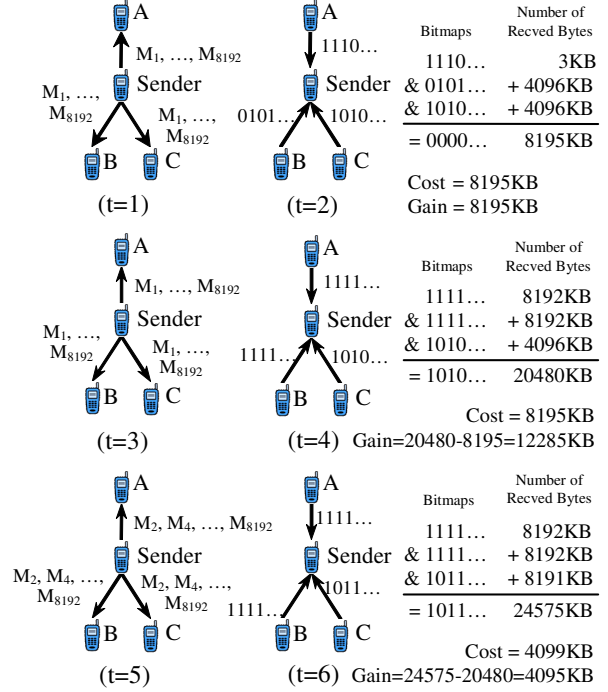 A
M1, …, M8192
Sender
M1, …,
M8192
M1, …,
M8192
B
C
(t=1)
A
1110…
Sender
0101…
1010…
B
C
(t=2)
Bitmaps
Number of
Recved Bytes
1110… 3KB
& 0101… + 4096KB
& 1010… + 4096KB
= 0000… 8195KB
Cost = 8195KB
Gain = 8195KB
A
M1, …, M8192
Sender
M1, …,
M8192
M1, …,
M8192
B
C
(t=3)
A
1111…
Sender
1111…
1010…
B
C
(t=4)
Bitmaps
Number of
Recved Bytes
1111… 8192KB
& 1111… + 8192KB
& 1010… + 4096KB
= 1010… 20480KB
Cost = 8195KB
Gain=20480-8195=12285KB
A
M2, M4, …, M8192
Sender
M2, M4, …,
M8192
M2, M4, …,
M8192
B
C
(t=5)
A
1111…
Sender
1111…
1011…
B
C
(t=6)
Bitmaps
Number of
Recved Bytes
1111… 8192KB
& 1111… + 8192KB
& 1011… + 8191KB
= 1011… 24575KB
Cost = 4099KB
Gain=24575-20480=4095KB